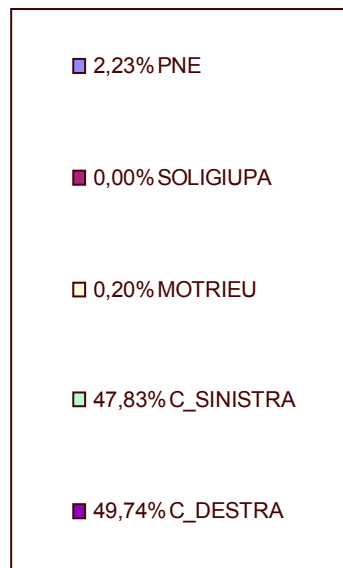 2,23% PNE
0,00% SOLIGIUPA
0,20% MOTRIEU
47,83% C_SINISTRA
49,74% C_DESTRA